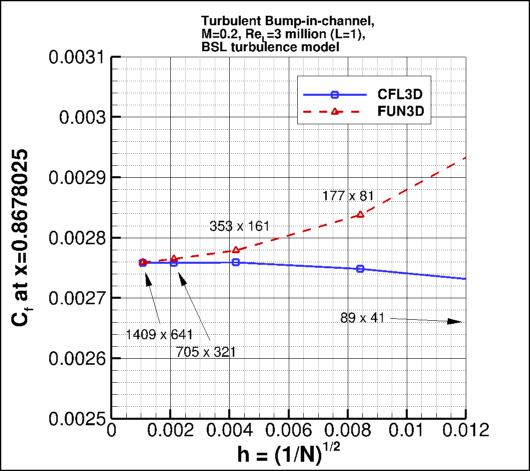 Turbulent Bump-in-channel,
M=0.2, Re_L=3 million (L=1),
BSL turbulence model
0.0031
0.003
0.0029
0.0028
0.0027
0.0026
0.0025
C_f at x=0.8678025
CFL3D
FUN3D
177 x 81
353 x 161
89 x 41
1409 x 641
705 x 321
0 0.002 0.004 0.006 0.008 0.01 0.012
h = (1/N)^1/2